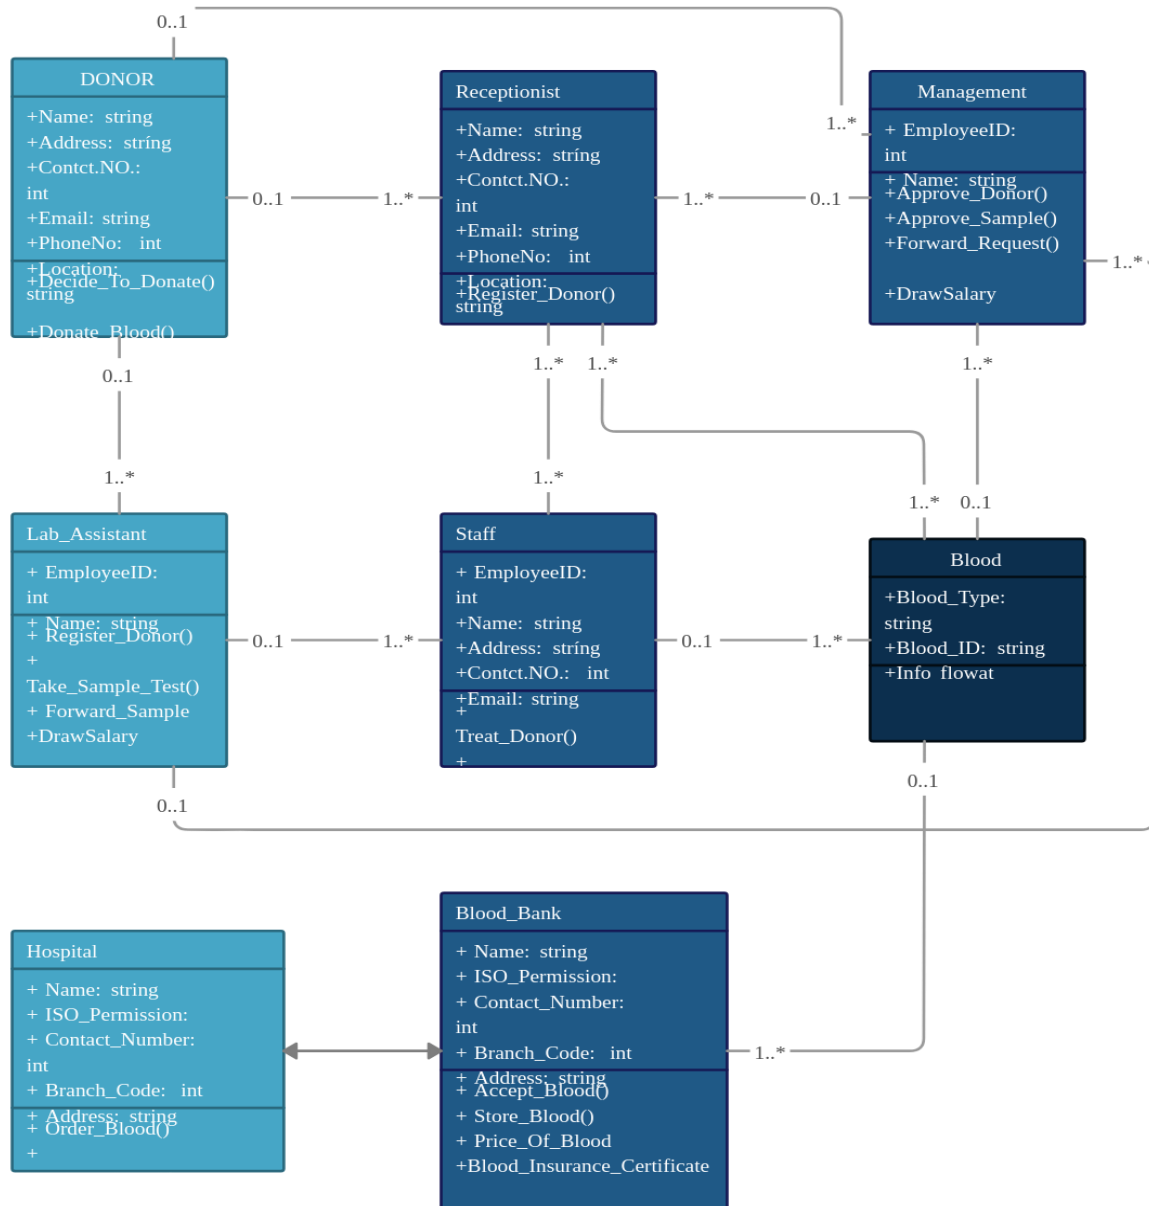 0..1
DONOR
+Name: string
+Address: stríng
+Contct.NO.:
int
+Email: string
+PhoneNo: int
+Location:
+Decide_To_Donate()
string
+Donate_Blood()
0..1
1..*
Receptionist
+Name: string
+Address: stríng
+Contct.NO.:
int
+Email: string
+PhoneNo: int
+Location:
+Register_Donor()
string
1..*
0..1
1..*
Management
+ EmployeeID:
int
+ Name: string
+Approve_Donor()
+Approve_Sample()
+Forward_Request()
+DrawSalary
1..*
0..1
1..*
1..*
1..*
1..*
1..*
1..*
0..1
Lab_Assistant
+ EmployeeID:
int
+ Name: string
+ Register_Donor()
+
Take_Sample_Test()
+ Forward_Sample
+DrawSalary
0..1
1..*
Staff
+ EmployeeID:
int
+Name: string
+Address: stríng
+Contct.NO.: int
+Email: string
+
Treat_Donor()
+
0..1
1..*
Blood
+Blood_Type:
string
+Blood_ID: string
+Info flowat
0..1
0..1
Hospital
+ Name: string
+ ISO_Permission:
+ Contact_Number:
int
+ Branch_Code: int
+ Address: string
+ Order_Blood()
+
Blood_Bank
+ Name: string
+ ISO_Permission:
+ Contact_Number:
int
+ Branch_Code: int
+ Address: string
+ Accept_Blood()
+ Store_Blood()
+ Price_Of_Blood
+Blood_Insurance_Certificate
1..*